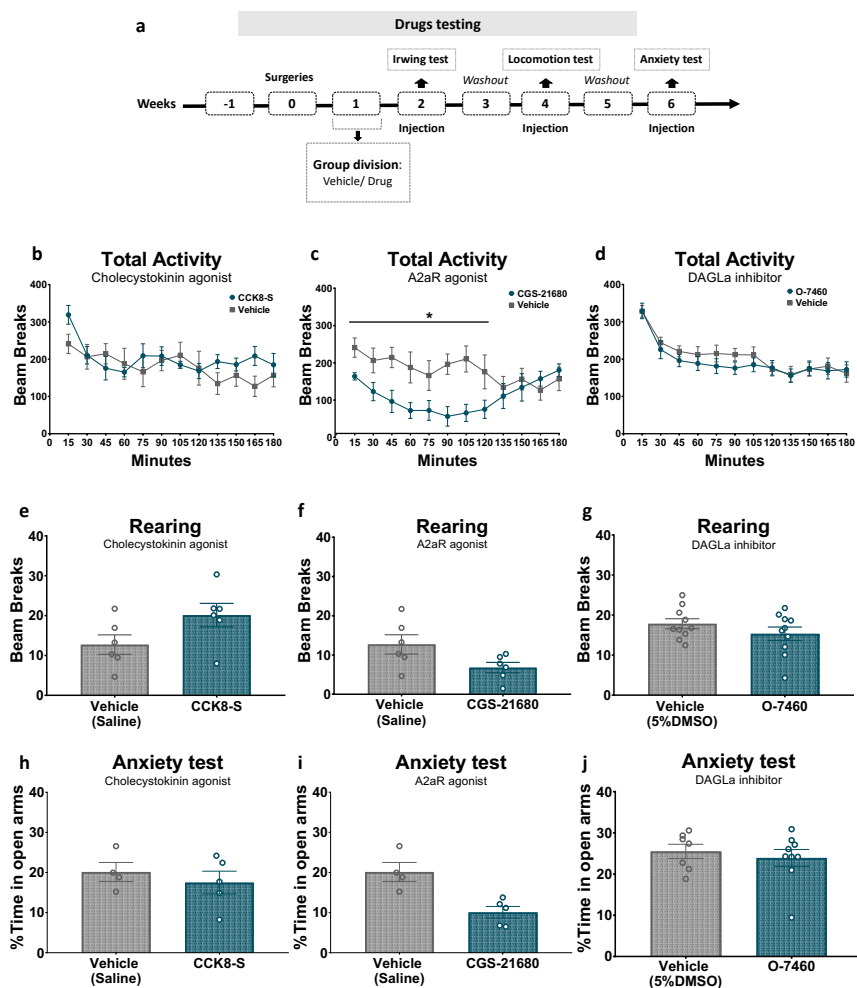 a
Drugs testing
Irwing test
Locomotion test
Anxiety test
Surgeries
Washout
Washout
Weeks
-1
0
1
2
3
4
5
6
Injection
Injection
Injection
Group division:
Vehicle/ Drug
b
Total Activity
Cholecystokinin agonist
CCK8-S
Vehicle
Beam Breaks
400
300
200
100
0
0 15 30 45 60 75 90 105 120 135 150 165 180
Minutes
c
Total Activity
A2aR agonist
CGS-21680
Vehicle
*
Beam Breaks
400
300
200
100
0
0 15 30 45 60 75 90 105 120 135 150 165 180
Minutes
d
Total Activity
DAGLa inhibitor
O-7460
Vehicle
Beam Breaks
400
300
200
100
0
0 15 30 45 60 75 90 105 120 135 150 165 180
Minutes
e
Rearing
Cholecystokinin agonist
Beam Breaks
40
30
20
10
0
Vehicle
(Saline)
CCK8-S
f
Rearing
A2aR agonist
Beam Breaks
40
30
20
10
0
Vehicle
(Saline)
CGS-21680
g
Rearing
DAGLa inhibitor
Beam Breaks
40
30
20
10
0
Vehicle
(5%DMSO)
O-7460
h
Anxiety test
Cholecystokinin agonist
%Time in open arms
40
30
20
10
0
Vehicle
(Saline)
CCK8-S
i
Anxiety test
A2aR agonist
%Time in open arms
40
30
20
10
0
Vehicle
(Saline)
CGS-21680
j
Anxiety test
DAGLa inhibitor
%Time in open arms
40
30
20
10
0
Vehicle
(5%DMSO)
O-7460